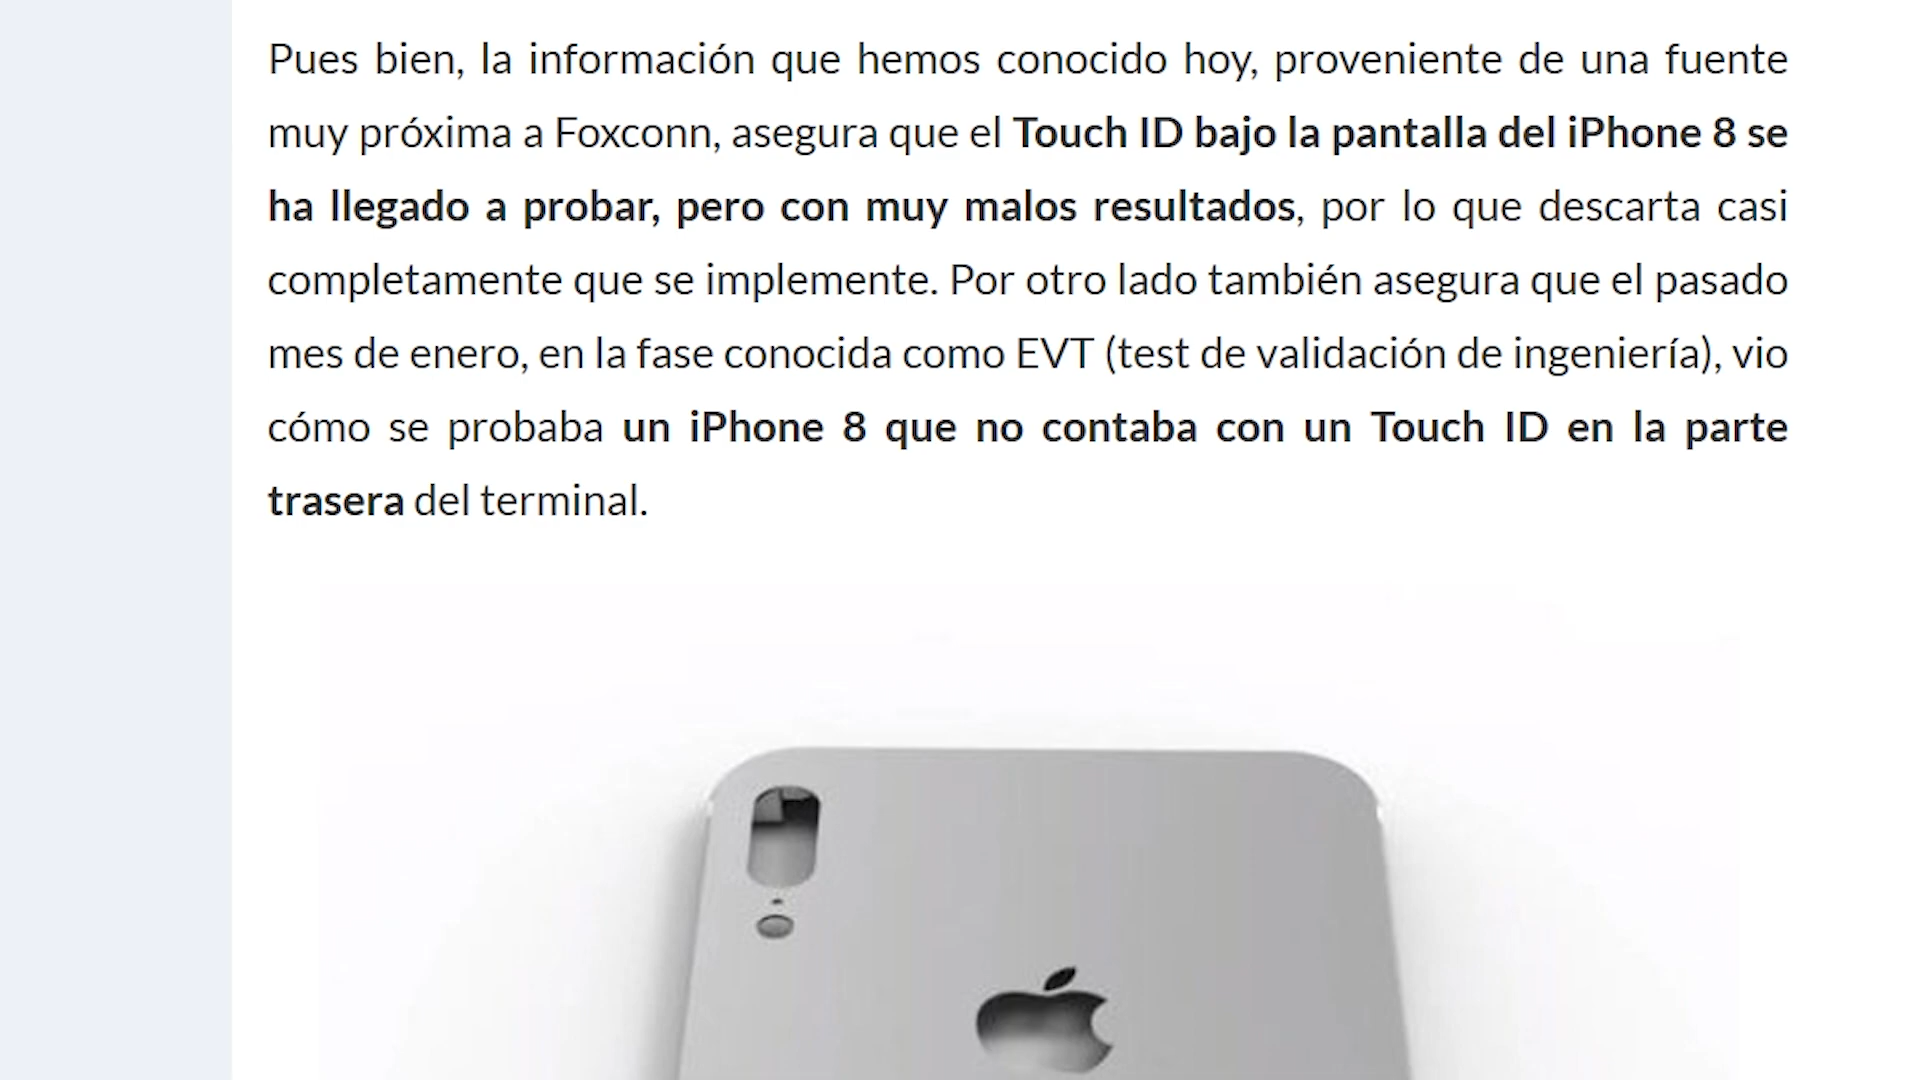 Pues bien, la información que hemos conocido hoy, proveniente de una fuente
muy próxima a Foxconn, asegura que el Touch ID bajo la pantalla del iPhone 8 se
ha llegado a probar, pero con muy malos resultados, por lo que descarta casi
completamente que se implemente. Por otro lado también asegura que el pasado
mes de enero, en la fase conocida como EVT (test de validación de ingeniería), vio
cómo se probaba un iPhone 8 que no contaba con un Touch ID en la parte
trasera del terminal.